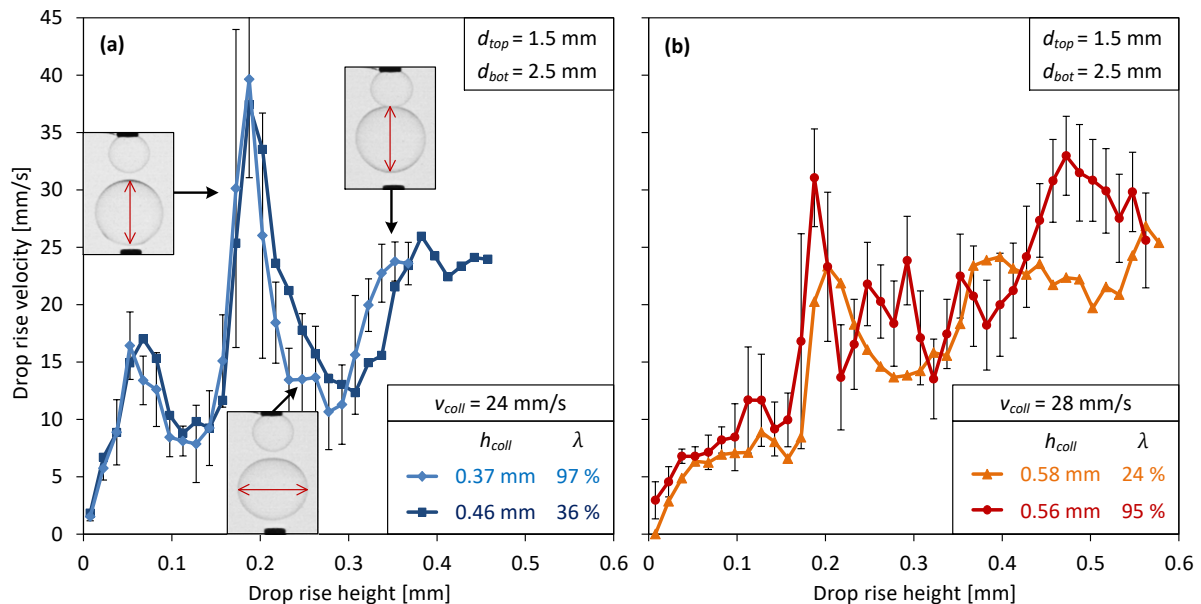 (a)
d_top = 1.5 mm
d_bot = 2.5 mm
Drop rise velocity [mm/s]
45
40
35
30
25
20
15
10
5
0
v_coll = 24 mm/s
h_coll λ
0.37 mm 97 %
0.46 mm 36 %
0 0.1 0.2 0.3 0.4 0.5 0.6
Drop rise height [mm]
(b)
d_top = 1.5 mm
d_bot = 2.5 mm
v_coll = 28 mm/s
h_coll λ
0.58 mm 24 %
0.56 mm 95 %
0 0.1 0.2 0.3 0.4 0.5 0.6
Drop rise height [mm]